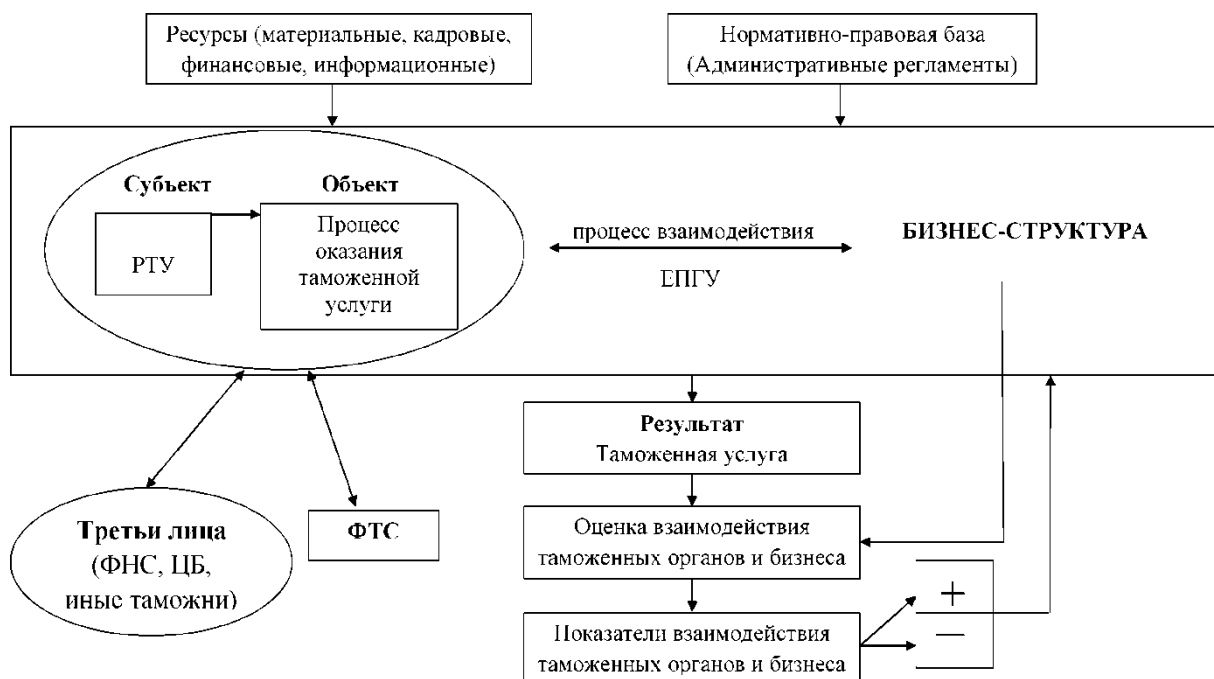 Ресурсы (материальные, кадровые,
финансовые, информационные)
Нормативно-правовая база
(Административные регламенты)
Субъект
Объект
РТУ
Процесс
оказания
таможенной
услуги
процесс взаимодействия
ЕПГУ
БИЗНЕС-СТРУКТУРА
Результат
Таможенная услуга
Третьи лица
(ФНС, ЦБ,
иные таможни)
ФТС
Оценка взаимодействия
таможенных органов и бизнеса
+
—
Показатели взаимодействия
таможенных органов и бизнеса